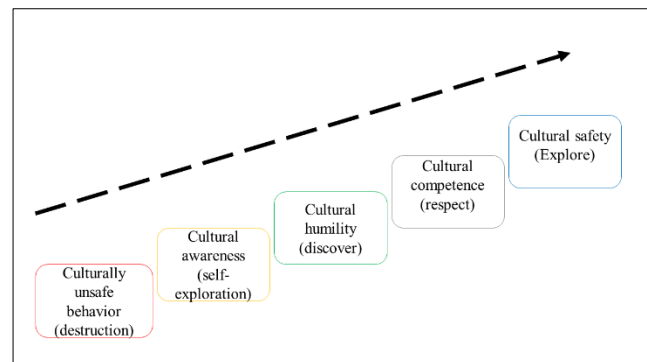 Culturally
unsafe
behavior
(destruction)
Cultural
awareness
(self-
exploration)
Cultural
humility
(discover)
Cultural
competence
(respect)
Cultural safety
(Explore)